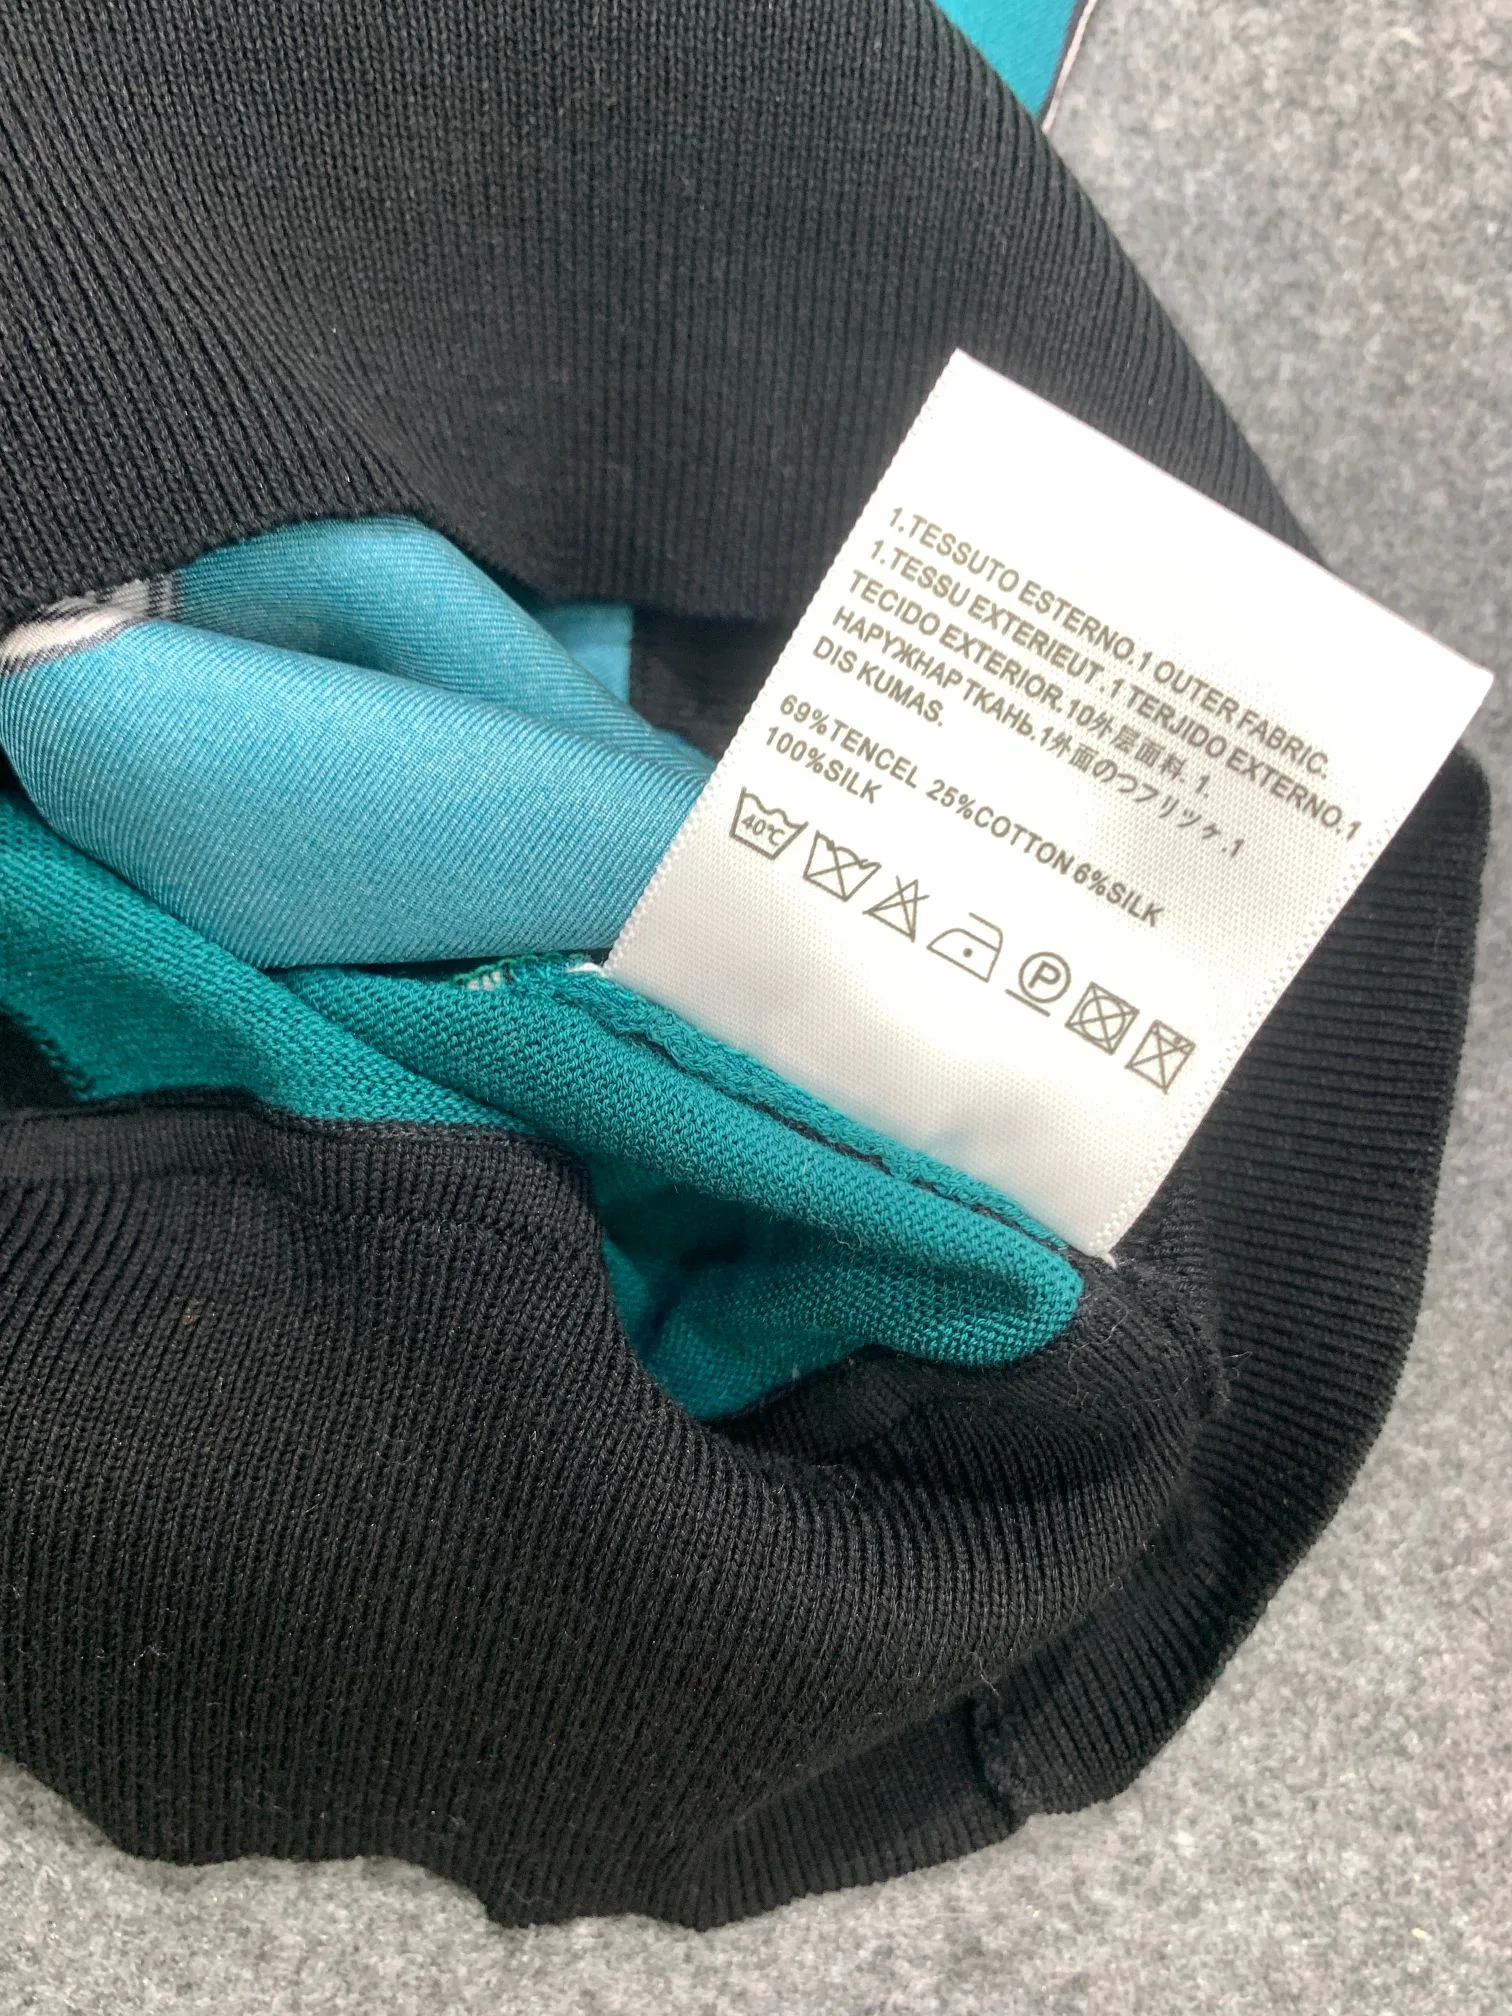 1.TESSUTO ESTERNO.1 OUTER FABRIC.
1.TESSU EXTERIEUT .1 TERJIDO EXTERNO.1
TECIDO EXTERIOR.10外层面料. 1.
НАРУЖНАР ТКАНЬ.1外面のつフリツケ.1
DIS KUMAS.
69%TENCEL 25%COTTON 6%SILK
100%SILK
40℃
P